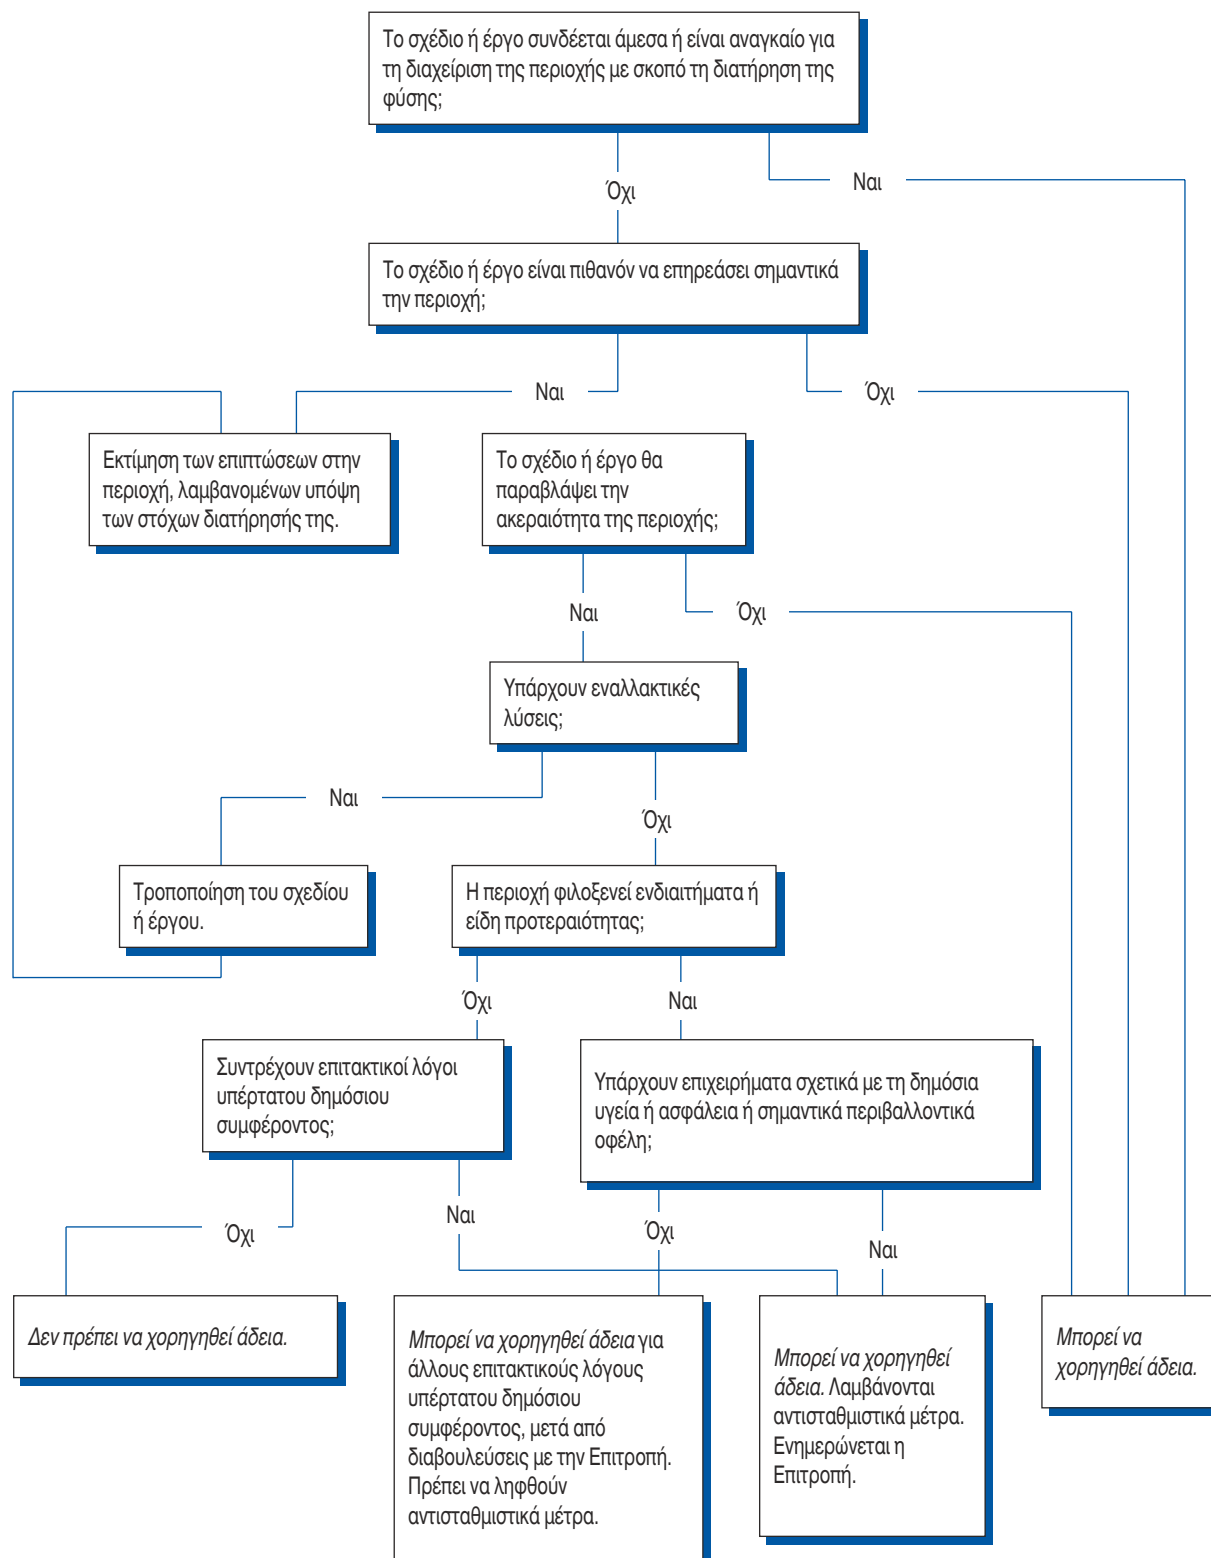 Το σχέδιο ή έργο συνδέεται άμεσα ή είναι αναγκαίο για
τη διαχείριση της περιοχής με σκοπό τη διατήρηση της
φύσης;
Όχι
Ναι
Το σχέδιο ή έργο είναι πιθανόν να επηρεάσει σημαντικά
την περιοχή;
Ναι
Όχι
Εκτίμηση των επιπτώσεων στην
περιοχή, λαμβανομένων υπόψη
των στόχων διατήρησής της.
Το σχέδιο ή έργο θα
παραβλάψει την
ακεραιότητα της περιοχής;
Ναι
Όχι
Υπάρχουν εναλλακτικές
λύσεις;
Ναι
Όχι
Τροποποίηση του σχεδίου
ή έργου.
Η περιοχή φιλοξενεί ενδιαιτήματα ή
είδη προτεραιότητας;
Όχι
Ναι
Συντρέχουν επιτακτικοί λόγοι
υπέρτατου δημόσιου
συμφέροντος;
Υπάρχουν επιχειρήματα σχετικά με τη δημόσια
υγεία ή ασφάλεια ή σημαντικά περιβαλλοντικά
οφέλη;
Όχι
Ναι
Όχι
Ναι
Δεν πρέπει να χορηγηθεί άδεια.
Μπορεί να χορηγηθεί άδεια για
άλλους επιτακτικούς λόγους
υπέρτατου δημόσιου
συμφέροντος, μετά από
διαβουλεύσεις με την Επιτροπή.
Πρέπει να ληφθούν
αντισταθμιστικά μέτρα.
Μπορεί να χορηγηθεί
άδεια. Λαμβάνονται
αντισταθμιστικά μέτρα.
Ενημερώνεται η
Επιτροπή.
Μπορεί να
χορηγηθεί άδεια.